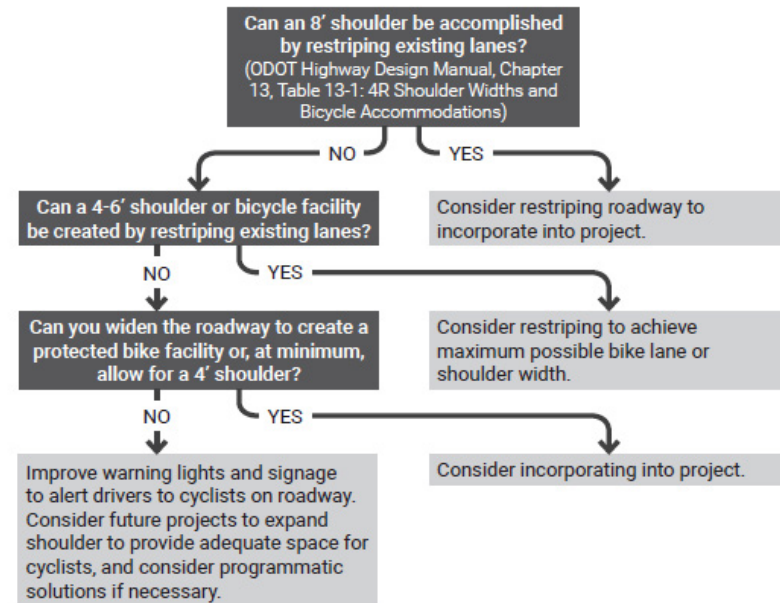 Can an 8’ shoulder be accomplished
by restriping existing lanes?
(ODOT Highway Design Manual, Chapter
13, Table 13-1: 4R Shoulder Widths and
Bicycle Accommodations)
NO
YES
Can a 4-6’ shoulder or bicycle facility
be created by restriping existing lanes?
Consider restriping roadway to
incorporate into project.
NO
YES
Can you widen the roadway to create a
protected bike facility or, at minimum,
allow for a 4’ shoulder?
Consider restriping to achieve
maximum possible bike lane or
shoulder width.
NO
YES
Improve warning lights and signage
to alert drivers to cyclists on roadway.
Consider future projects to expand
shoulder to provide adequate space for
cyclists, and consider programmatic
solutions if necessary.
Consider incorporating into project.